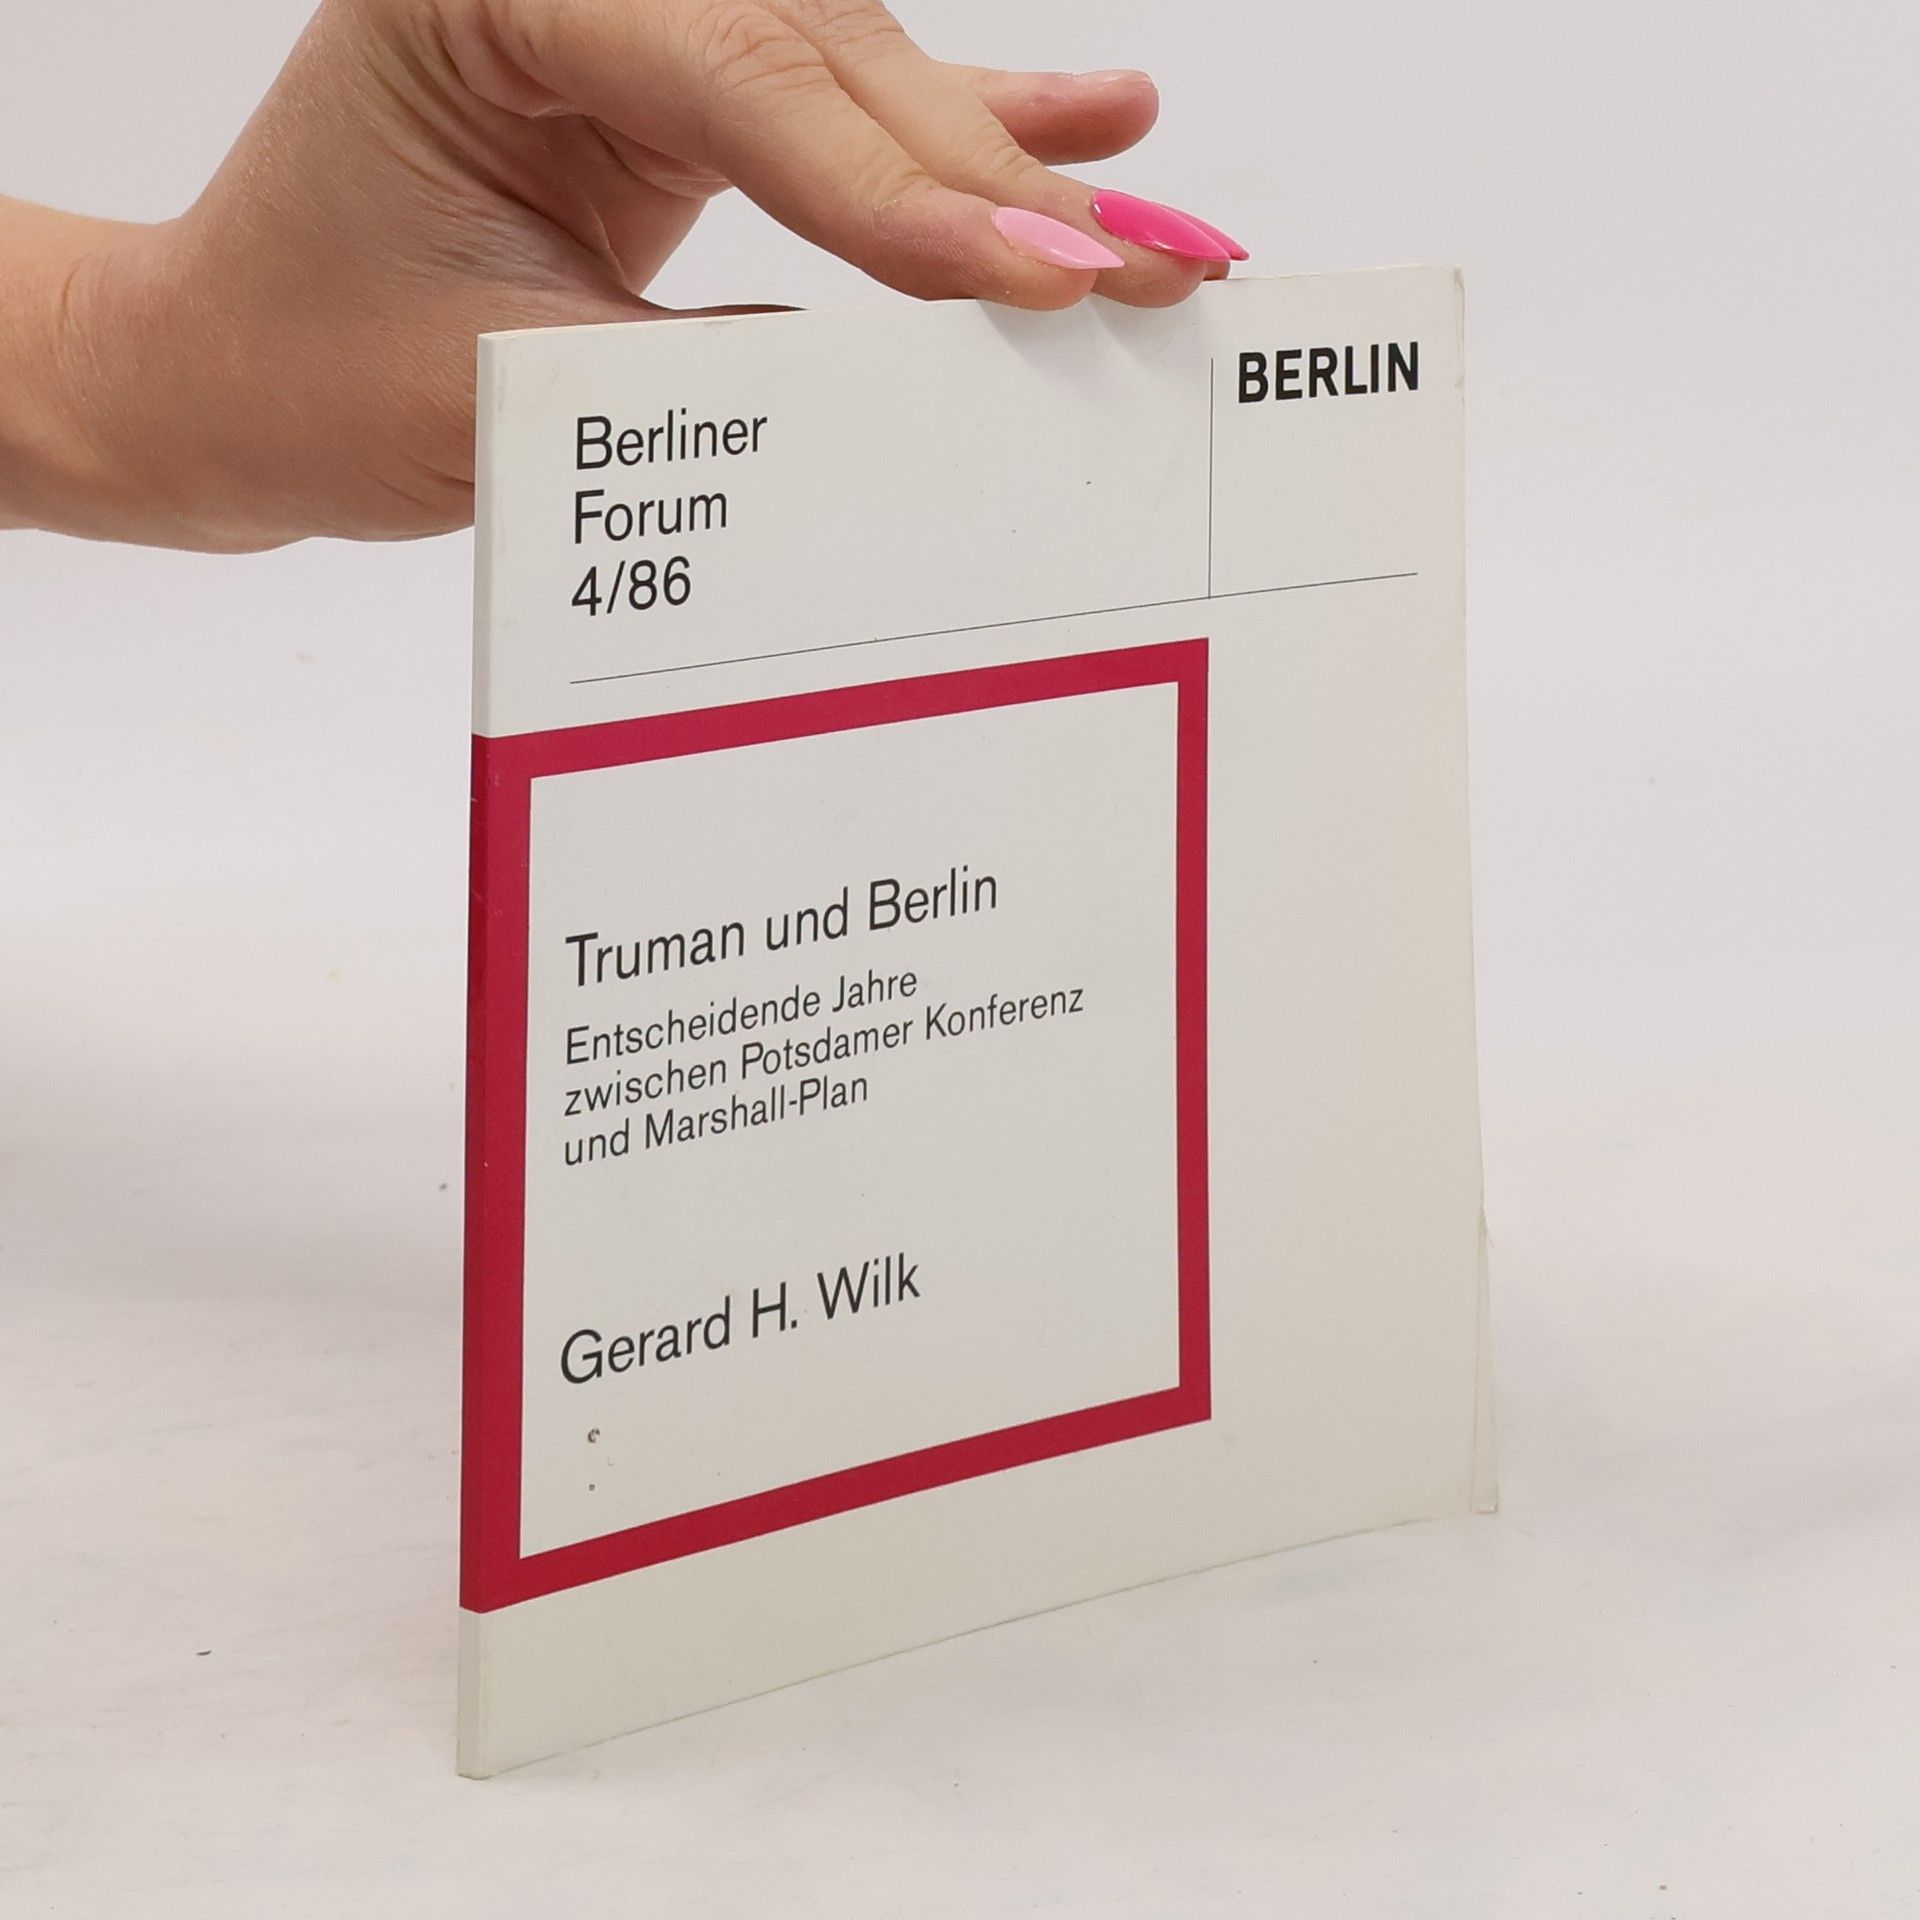 BERLIN
Berliner
Forum
4/86
Truman und Berlin
Entscheidende Jahre
zwischen Potsdamer Konferenz
und Marshall-Plan
Gerard H. Wilk